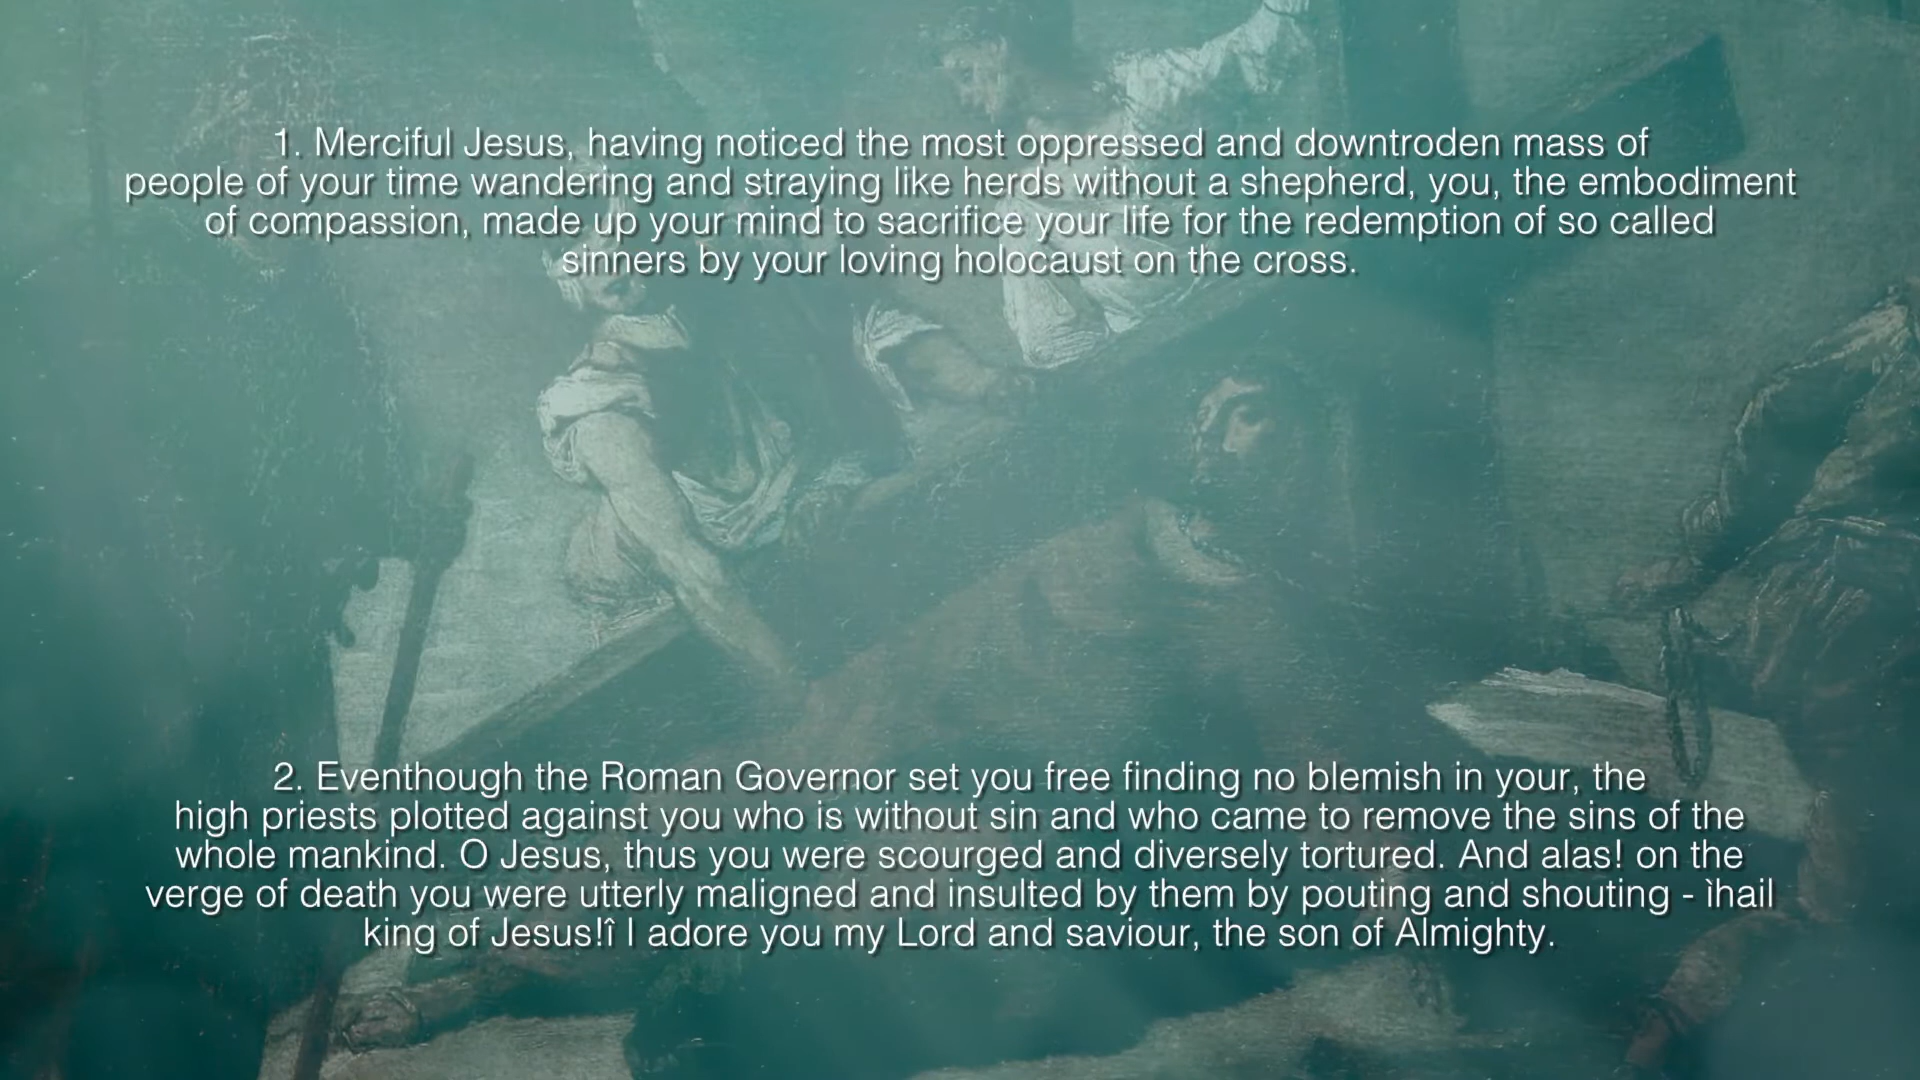 1. Merciful Jesus, having noticed the most oppressed and downtroden mass of
people of your time wandering and straying like herds without a shepherd, you, the embodiment
of compassion, made up your mind to sacrifice your life for the redemption of so called
sinners by your loving holocaust on the cross.
2. Eventhough the Roman Governor set you free finding no blemish in your, the
high priests plotted against you who is without sin and who came to remove the sins of the
whole mankind. O Jesus, thus you were scourged and diversely tortured. And alas! on the
verge of death you were utterly maligned and insulted by them by pouting and shouting - ìhail
king of Jesus!î I adore you my Lord and saviour, the son of Almighty.